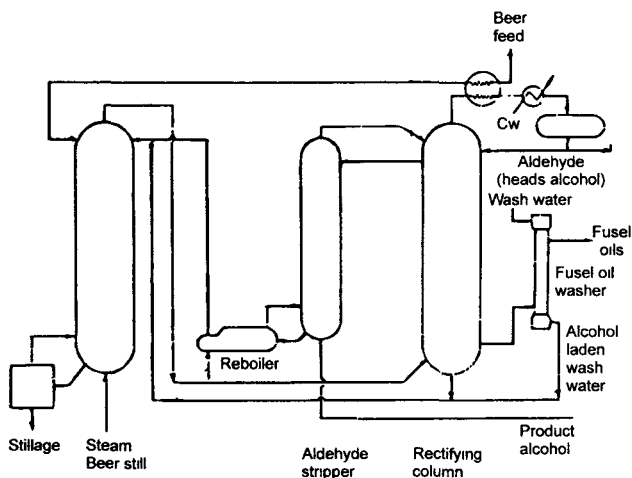 Beer
feed
Cw
Aldehyde
(heads alcohol)
Wash water
Fusel
oils
Fusel oil
washer
Alcohol
laden
wash
water
Reboiler
Stillage
Steam
Beer still
Product
alcohol
Aldehyde
stripper
Rectifying
column